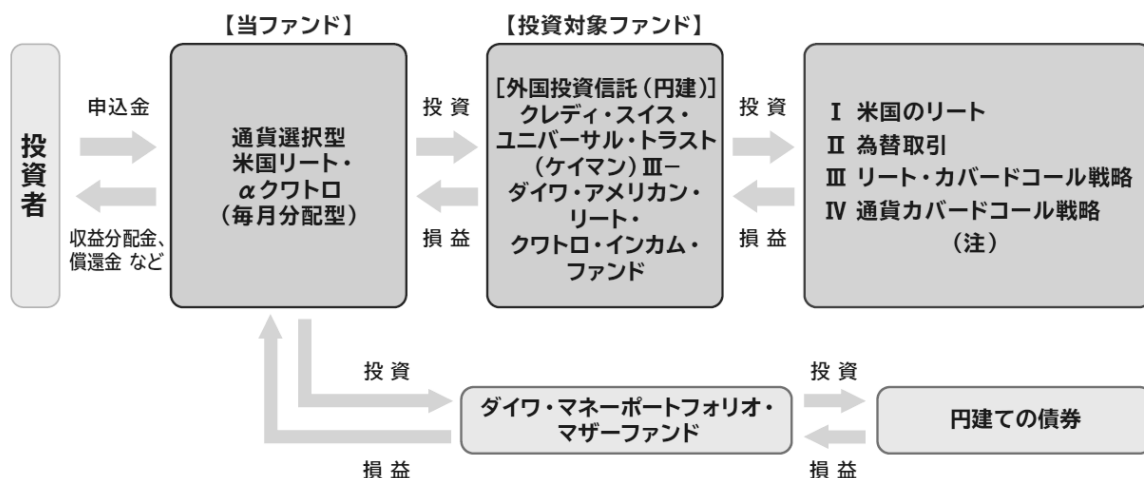 【当ファンド】
【投資対象ファンド】
投資者
申込金
収益分配金、
償還金 など
通貨選択型
米国リート・
αクワトロ
(毎月分配型)
投 資
損 益
[外国投資信託(円建)]
クレディ・スイス・
ユニバーサル・トラスト
(ケイマン)Ⅲ－
ダイワ・アメリカン・
リート・
クワトロ・インカム・
ファンド
投 資
損 益
Ⅰ 米国のリート
Ⅱ 為替取引
Ⅲ リート・カバードコール戦略
Ⅳ 通貨カバードコール戦略
(注)
投 資
損 益
ダイワ・マネーポートフォリオ・
マザーファンド
投 資
損 益
円建ての債券